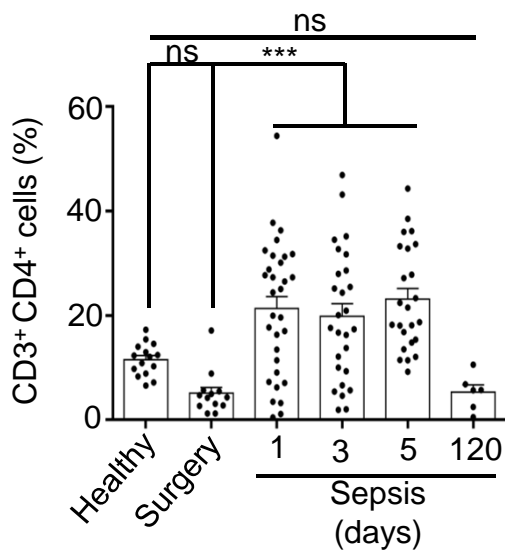 ns
ns ***
CD3+ CD4+ cells (%)
60
40
20
0
Healthy Surgery 1 3 5 120
Sepsis
(days)